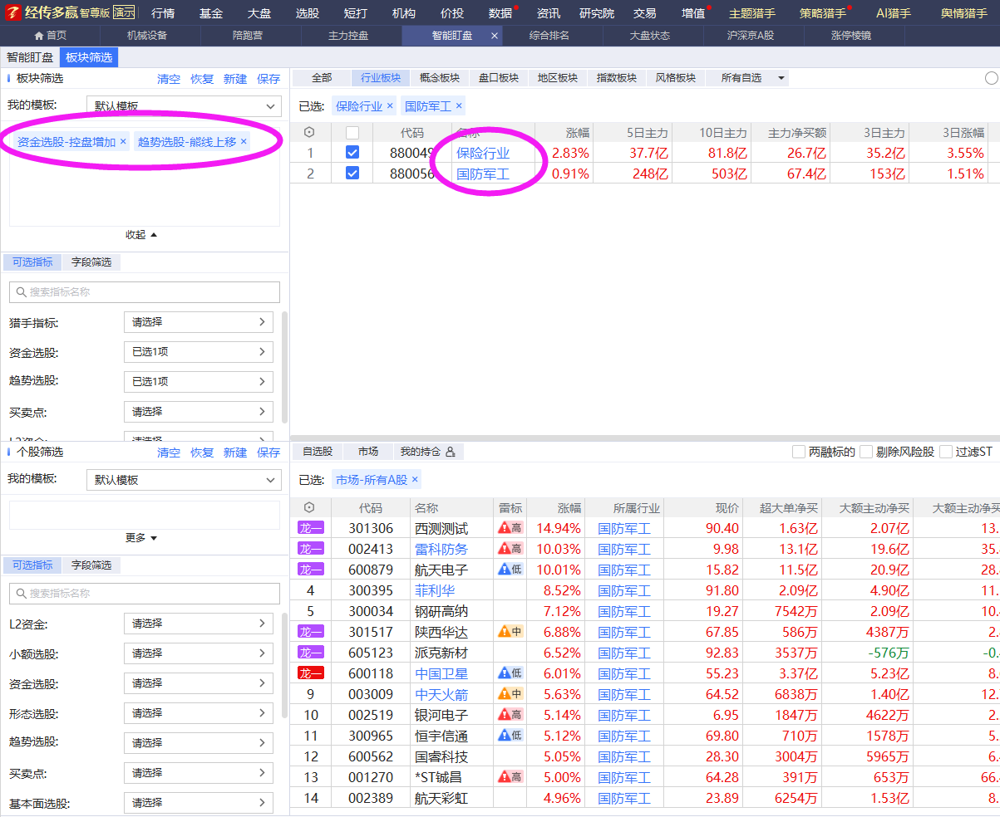 经传多赢 智尊版 演示 行情 基金 大盘 选股 短打 机构 价投 数据 资讯 研究院 交易 增值 主题猎手 策略猎手 AI猎手 舆情猎手
首页 机械设备 陪跑营 主力控盘 智能盯盘 × 综合排名 大盘状态 沪深京A股 涨停棱镜
智能盯盘 板块筛选
板块筛选 清空 恢复 新建 保存
我的模板: 默认模板
资金选股-控盘增加 × 趋势选股-能线上移 ×
收起
可选指标 字段筛选
搜索指标名称
猎手指标: 请选择
资金选股: 已选1项
趋势选股: 已选1项
买卖点: 请选择
L2资金: 请选择
全部 行业板块 概念板块 盘口板块 地区板块 指数板块 风格板块 所有自选
已选: 保险行业 × 国防军工 ×
代码 名称 涨幅 5日主力 10日主力 主力净买额 3日主力 3日涨幅
1 880049 保险行业 2.83% 37.7亿 81.8亿 26.7亿 35.2亿 3.55%
2 880056 国防军工 0.91% 248亿 503亿 67.4亿 153亿 1.51%
个股筛选 清空 恢复 新建 保存
我的模板: 默认模板
更多
可选指标 字段筛选
搜索指标名称
L2资金: 请选择
小额选股: 请选择
资金选股: 请选择
形态选股: 请选择
趋势选股: 请选择
买卖点: 请选择
基本面选股: 请选择
自选股 市场 我的持仓 两融标的 剔除风险股 过滤ST
已选: 市场-所有A股 ×
代码 名称 雷标 涨幅 所属行业 现价 超大单净买 大额主动净买 大额主动净买
龙一 301306 西测测试 高 14.94% 国防军工 90.40 1.63亿 2.07亿 13.
龙一 002413 雷科防务 高 10.03% 国防军工 9.98 13.1亿 19.6亿 35.
龙一 600879 航天电子 低 10.01% 国防军工 15.82 11.5亿 20.9亿 28.
4 300395 菲利华 8.52% 国防军工 91.80 2.09亿 4.90亿 11.
5 300034 钢研高纳 7.12% 国防军工 19.27 7542万 2.09亿 10.
龙一 301517 陕西华达 中 6.88% 国防军工 67.85 586万 4387万 2.
龙一 605123 派克新材 6.52% 国防军工 92.83 3537万 -576万 -0.
龙一 600118 中国卫星 低 6.01% 国防军工 55.23 3.37亿 5.23亿 8.
9 003009 中天火箭 中 5.63% 国防军工 64.52 6838万 1.40亿 12.
10 002519 银河电子 高 5.14% 国防军工 6.95 1847万 4622万 2.
11 300965 恒宇信通 低 5.12% 国防军工 69.80 710万 1578万 5.
12 600562 国睿科技 5.05% 国防军工 28.30 3004万 5965万 6.
13 001270 *ST铖昌 高 5.00% 国防军工 64.28 391万 653万 66.
14 002389 航天彩虹 4.96% 国防军工 23.89 6254万 1.53亿 8.